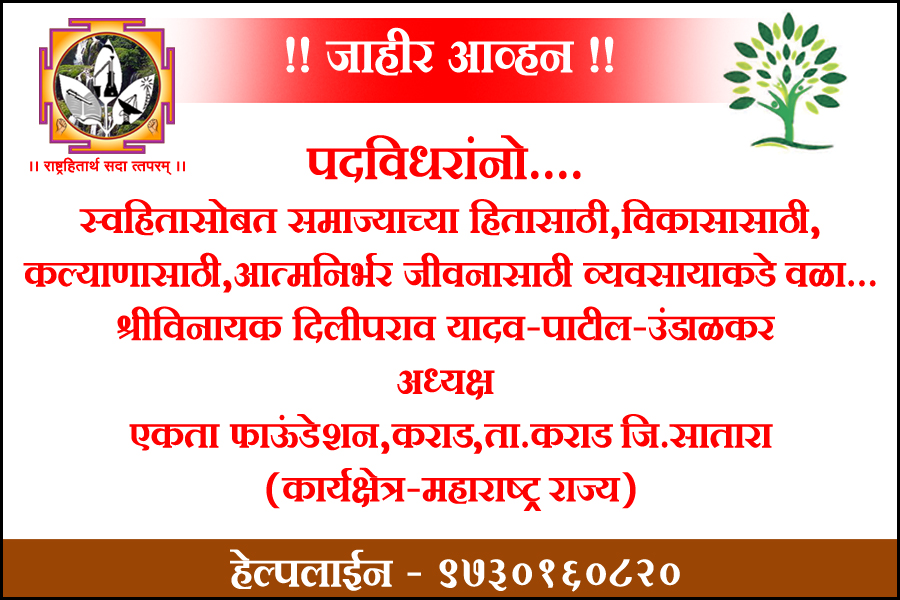 !! जाहीर आव्हन !!
।। राष्ट्रहितार्थ सदा त्तपरम् ।।
पदविधरांनो....
स्वहितासोबत समाज्याच्या हितासाठी,विकासासाठी,
कल्याणासाठी,आत्मनिर्भर जीवनासाठी व्यवसायाकडे वळा...
श्रीविनायक दिलीपराव यादव-पाटील-उंडाळकर
अध्यक्ष
एकता फाऊंडेशन,कराड,ता.कराड जि.सातारा
(कार्यक्षेत्र-महाराष्ट्र राज्य)
हेल्पलाईन - ९७३०१६०८२०